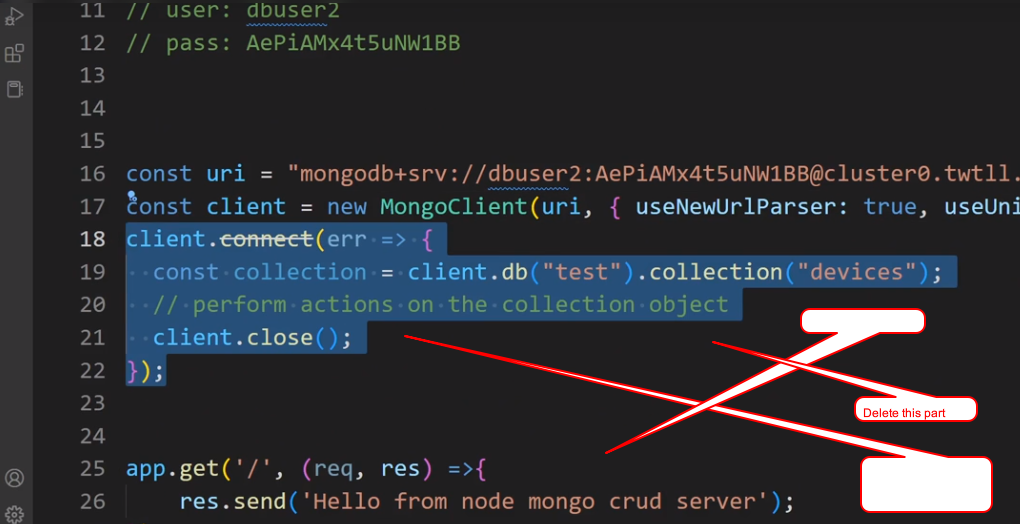 11 // user: dbuser2
12 // pass: AePiAMx4t5uNW1BB
13
14
15
16 const uri = "mongodb+srv://dbuser2:AePiAMx4t5uNW1BB@cluster0.twtll.
17 const client = new MongoClient(uri, { useNewUrlParser: true, useUni
18 client.connect(err => {
19 const collection = client.db("test").collection("devices");
20 // perform actions on the collection object
21 client.close();
22 });
23
24
Delete this part
25 app.get('/', (req, res) =>{
26 res.send('Hello from node mongo crud server');